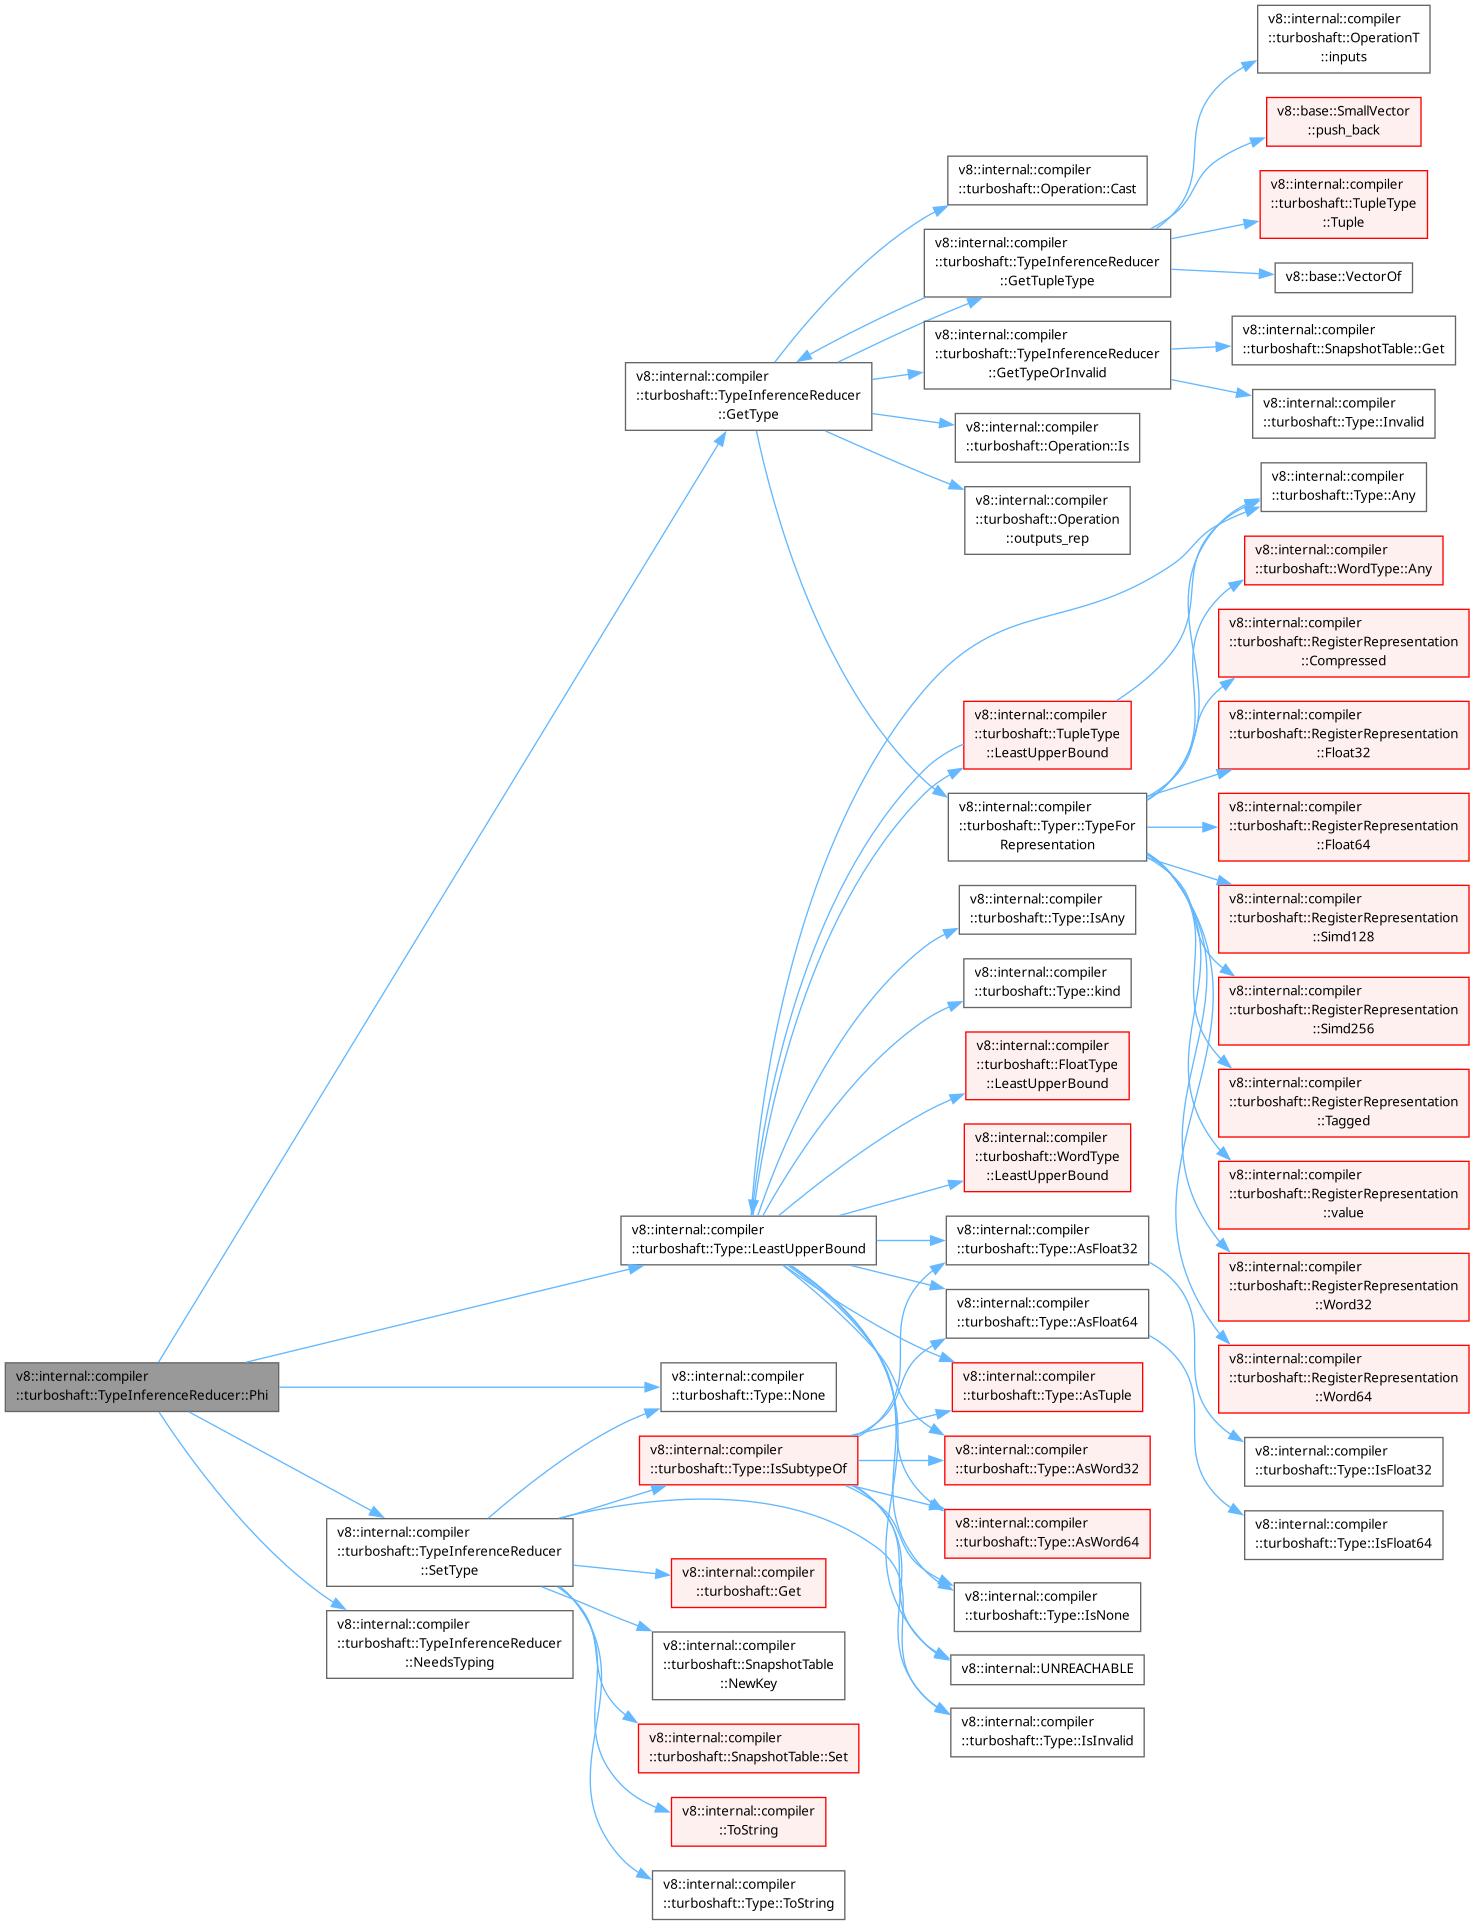 v8::internal::compiler
::turboshaft::TypeInferenceReducer::Phi
v8::internal::compiler
::turboshaft::TypeInferenceReducer
::GetType
v8::internal::compiler
::turboshaft::Type::LeastUpperBound
v8::internal::compiler
::turboshaft::Type::None
v8::internal::compiler
::turboshaft::TypeInferenceReducer
::SetType
v8::internal::compiler
::turboshaft::TypeInferenceReducer
::NeedsTyping
v8::internal::compiler
::turboshaft::Type::IsSubtypeOf
v8::internal::compiler
::turboshaft::Get
v8::internal::compiler
::turboshaft::SnapshotTable
::NewKey
v8::internal::compiler
::turboshaft::SnapshotTable::Set
v8::internal::compiler
::ToString
v8::internal::compiler
::turboshaft::Type::ToString
v8::internal::compiler
::turboshaft::Operation::Cast
v8::internal::compiler
::turboshaft::TypeInferenceReducer
::GetTupleType
v8::internal::compiler
::turboshaft::TypeInferenceReducer
::GetTypeOrInvalid
v8::internal::compiler
::turboshaft::Operation::Is
v8::internal::compiler
::turboshaft::Operation
::outputs_rep
v8::internal::compiler
::turboshaft::TupleType
::LeastUpperBound
v8::internal::compiler
::turboshaft::Typer::TypeFor
Representation
v8::internal::compiler
::turboshaft::Type::IsAny
v8::internal::compiler
::turboshaft::Type::kind
v8::internal::compiler
::turboshaft::FloatType
::LeastUpperBound
v8::internal::compiler
::turboshaft::WordType
::LeastUpperBound
v8::internal::compiler
::turboshaft::Type::AsFloat32
v8::internal::compiler
::turboshaft::Type::AsFloat64
v8::internal::compiler
::turboshaft::Type::AsTuple
v8::internal::compiler
::turboshaft::Type::AsWord32
v8::internal::compiler
::turboshaft::Type::AsWord64
v8::internal::compiler
::turboshaft::Type::IsNone
v8::internal::UNREACHABLE
v8::internal::compiler
::turboshaft::Type::IsInvalid
v8::internal::compiler
::turboshaft::OperationT
::inputs
v8::base::SmallVector
::push_back
v8::internal::compiler
::turboshaft::TupleType
::Tuple
v8::base::VectorOf
v8::internal::compiler
::turboshaft::SnapshotTable::Get
v8::internal::compiler
::turboshaft::Type::Invalid
v8::internal::compiler
::turboshaft::Type::Any
v8::internal::compiler
::turboshaft::WordType::Any
v8::internal::compiler
::turboshaft::RegisterRepresentation
::Compressed
v8::internal::compiler
::turboshaft::RegisterRepresentation
::Float32
v8::internal::compiler
::turboshaft::RegisterRepresentation
::Float64
v8::internal::compiler
::turboshaft::RegisterRepresentation
::Simd128
v8::internal::compiler
::turboshaft::RegisterRepresentation
::Simd256
v8::internal::compiler
::turboshaft::RegisterRepresentation
::Tagged
v8::internal::compiler
::turboshaft::RegisterRepresentation
::value
v8::internal::compiler
::turboshaft::RegisterRepresentation
::Word32
v8::internal::compiler
::turboshaft::RegisterRepresentation
::Word64
v8::internal::compiler
::turboshaft::Type::IsFloat32
v8::internal::compiler
::turboshaft::Type::IsFloat64